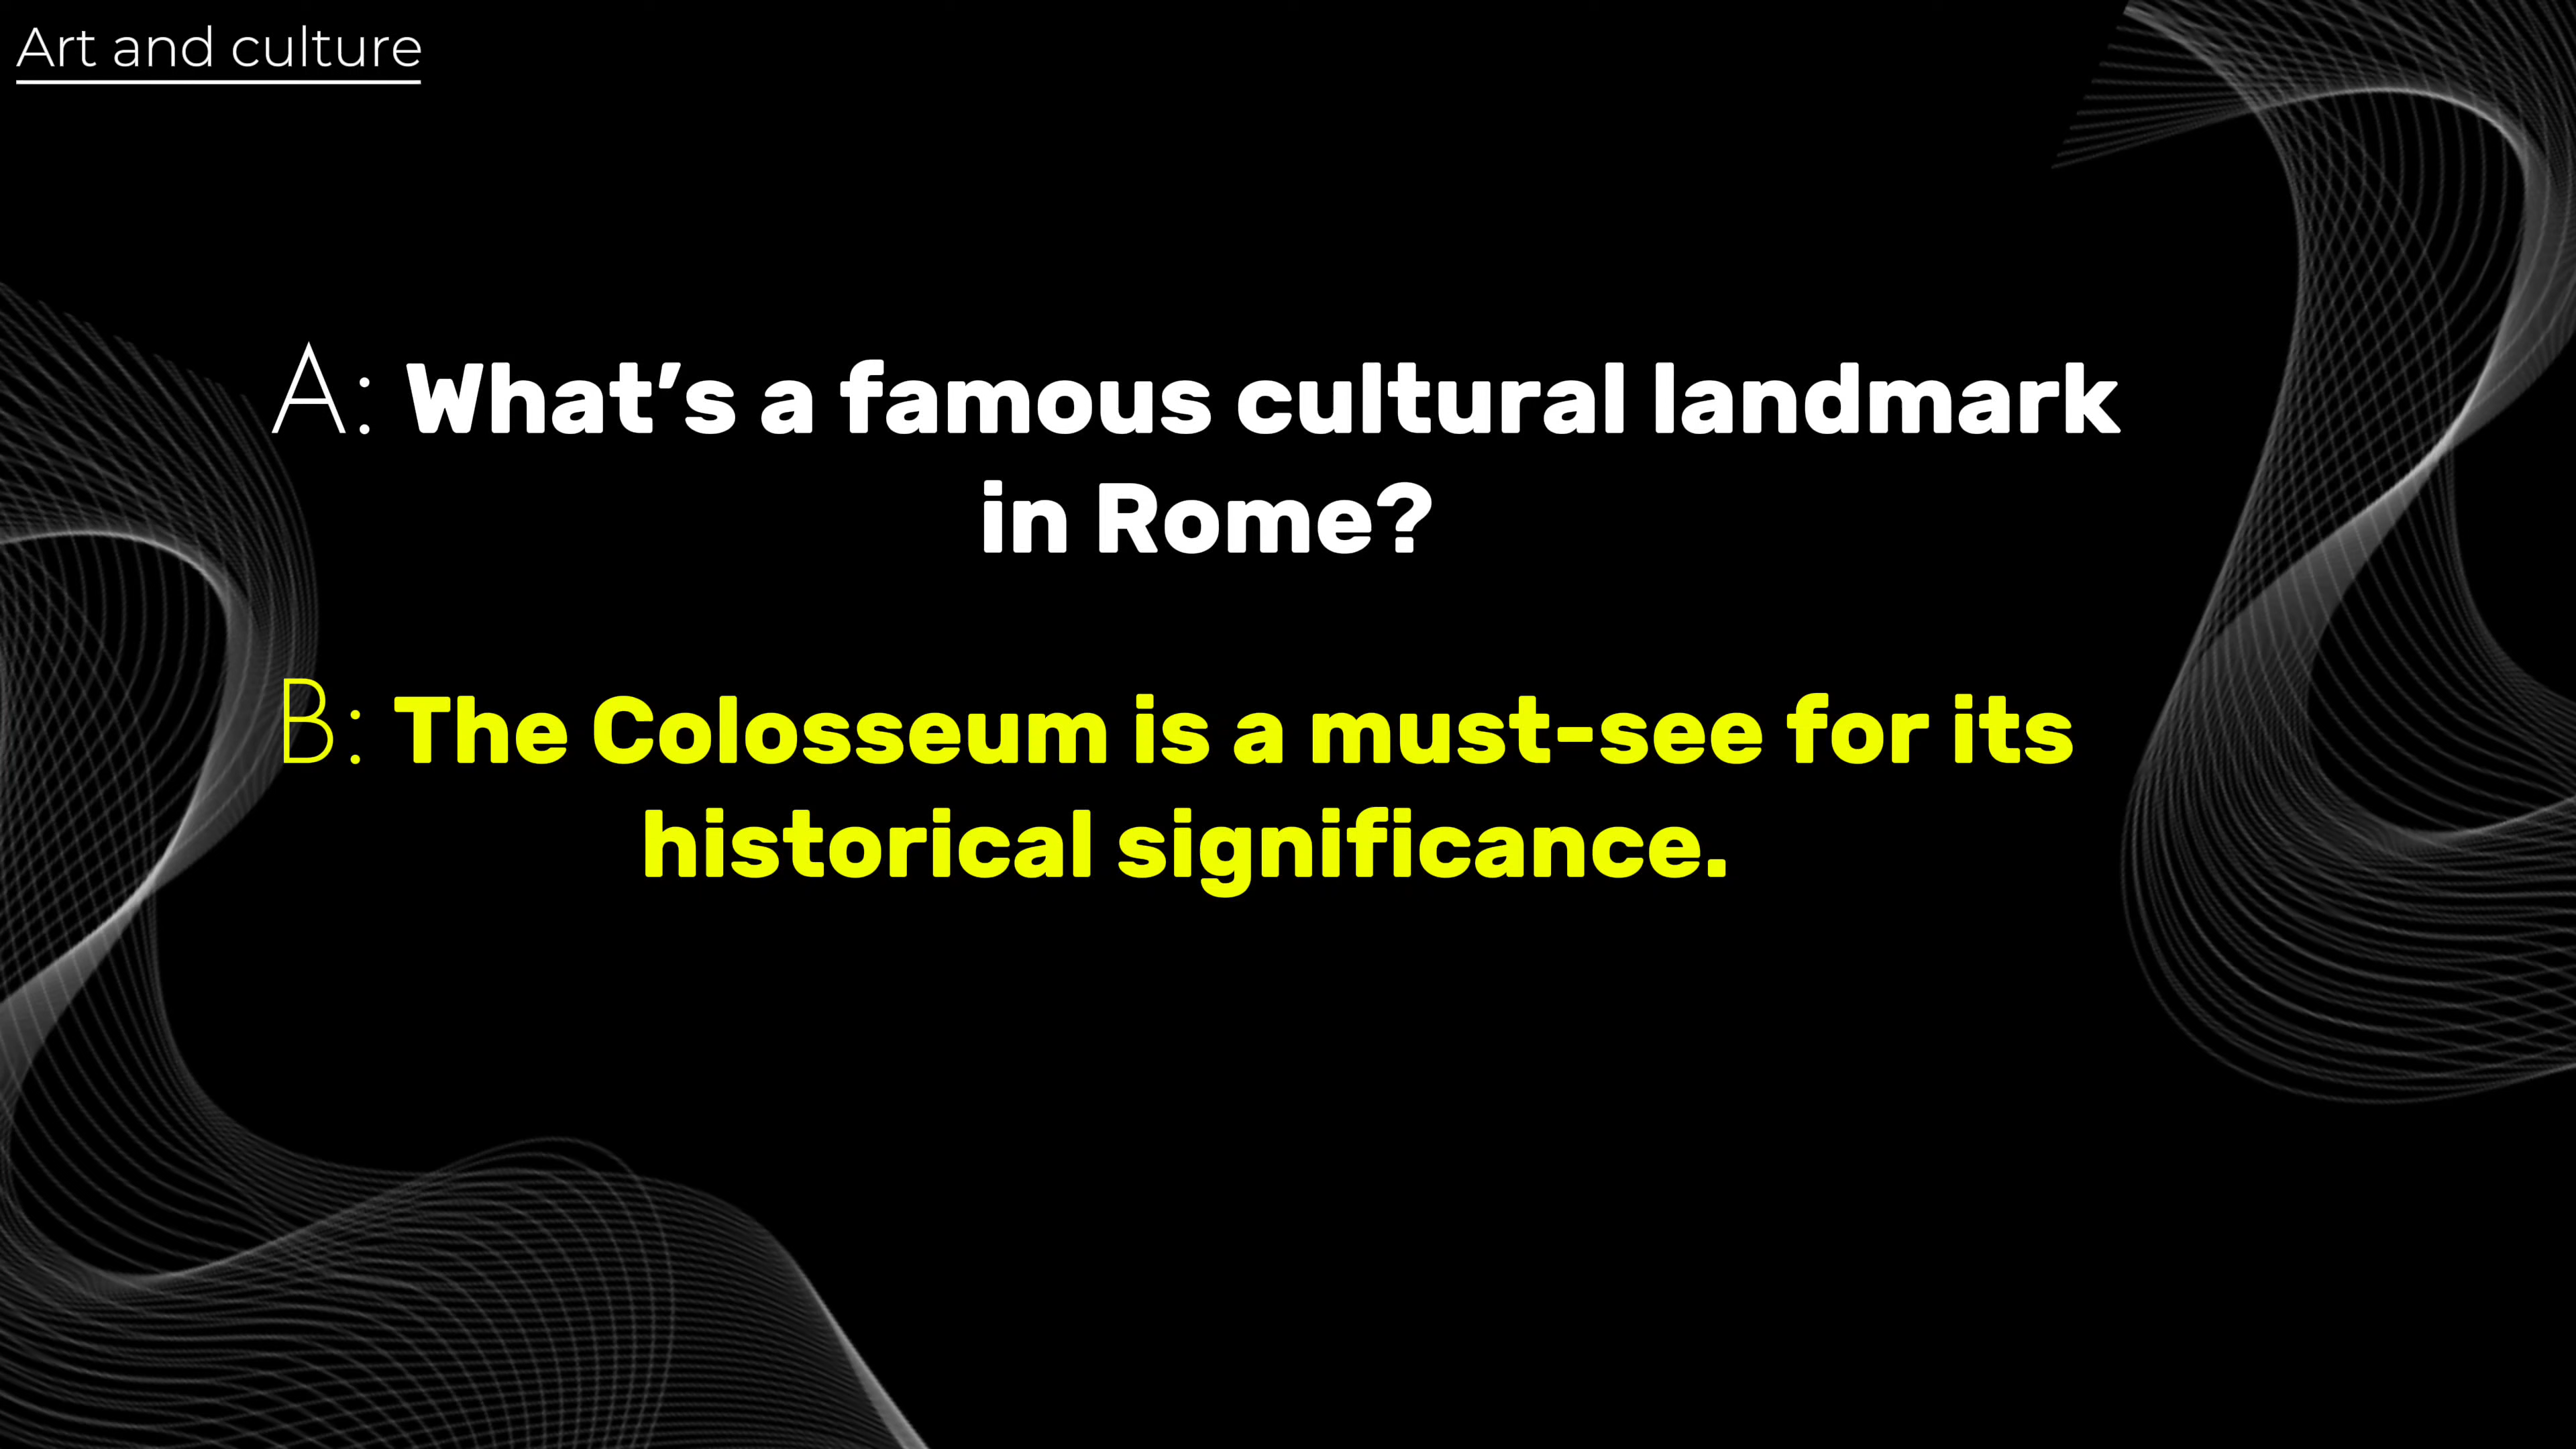 Art and culture
A: What’s a famous cultural landmark
in Rome?
B: The Colosseum is a must-see for its
historical significance.